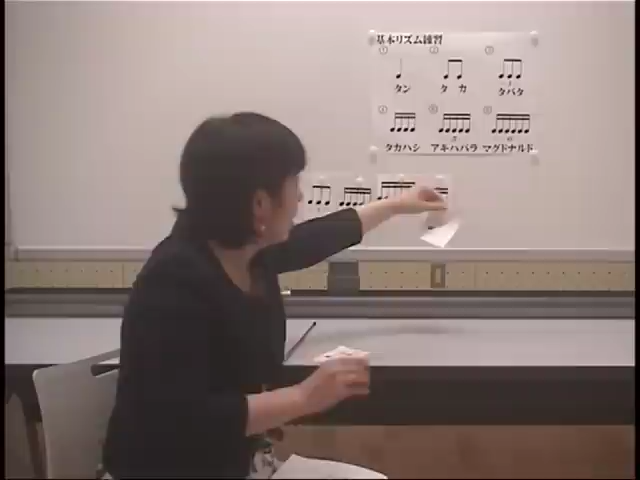 基本リズム練習
① ② ③
タン タカ タバタ
④ ⑤ ⑥
タカハシ アキハバラ マグドナルド